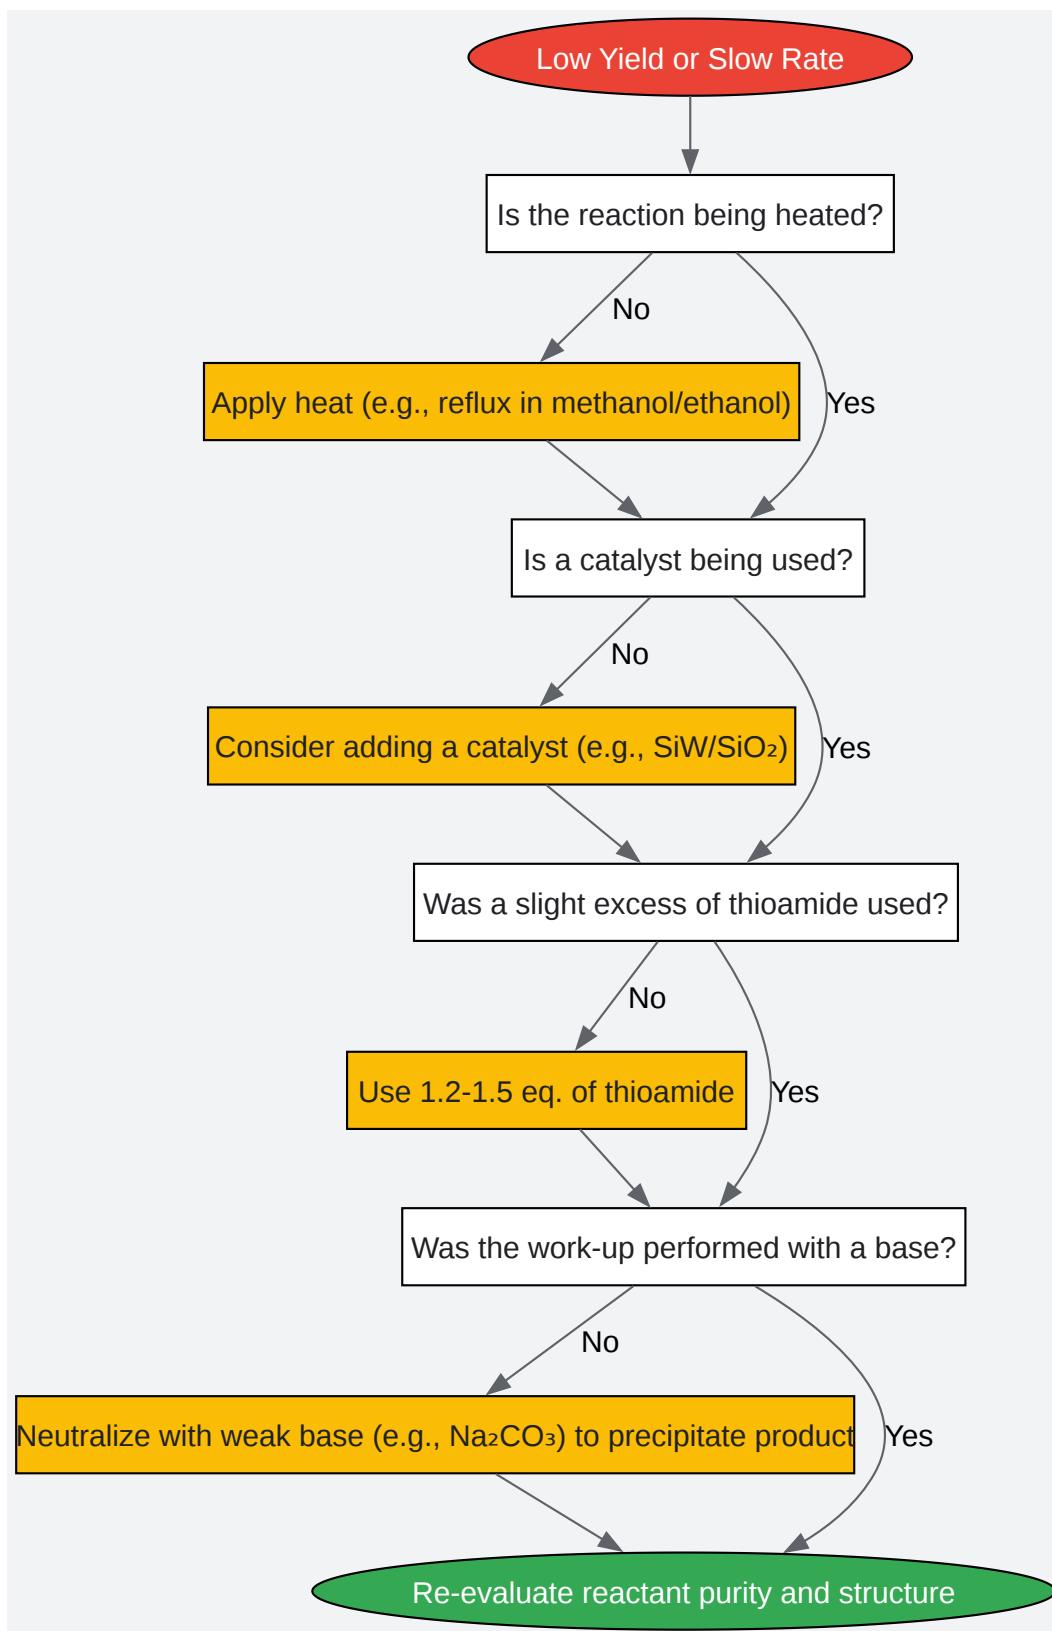 Low Yield or Slow Rate
Is the reaction being heated?
No
Apply heat (e.g., reflux in methanol/ethanol)
Yes
Is a catalyst being used?
No
Consider adding a catalyst (e.g., SiW/SiO₂)
Yes
Was a slight excess of thioamide used?
No
Use 1.2-1.5 eq. of thioamide
Yes
Was the work-up performed with a base?
No
Neutralize with weak base (e.g., Na₂CO₃) to precipitate product
Yes
Re-evaluate reactant purity and structure